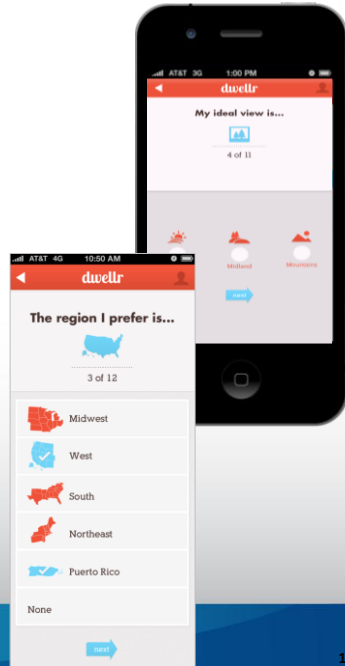 AT&T 3G 1:00 PM
dwellr
My ideal view is...
4 of 11
Midland
Mountains
next
AT&T 4G 10:50 AM
dwellr
The region I prefer is...
3 of 12
Midwest
West
South
Northeast
Puerto Rico
None
next
1